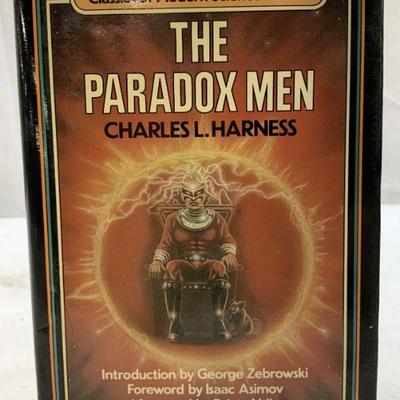 THE
PARADOX MEN
CHARLES L. HARNESS
Introduction by George Zebrowski
Foreword by Isaac Asimov